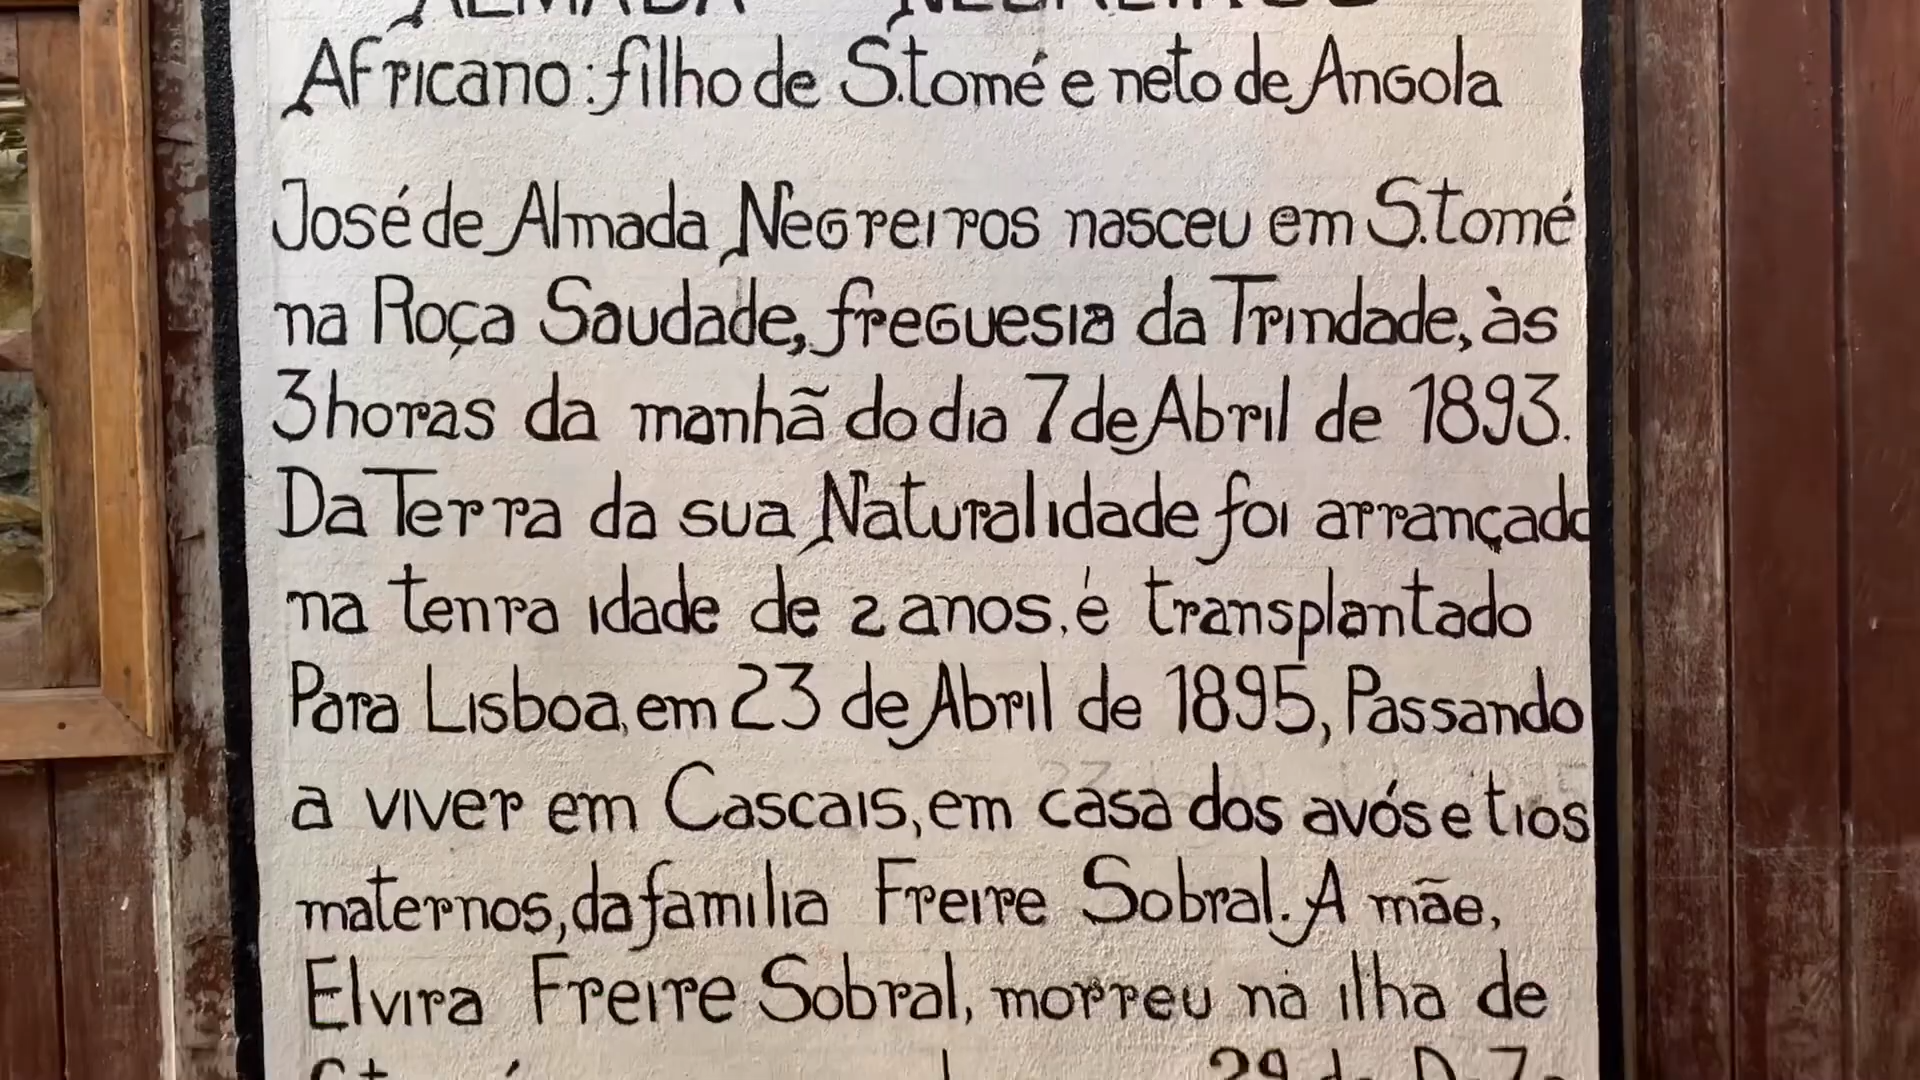 ALMADA NEGREIROS
Africano: filho de S.tomé e neto de Angola
José de Almada Negreiros nasceu em S.tomé
na Roça Saudade, freguesia da Trindade, às
3 horas da manhã do dia 7 de Abril de 1893.
Da Terra da sua Naturalidade foi arrançado
na tenra idade de 2 anos, é transplantado
Para Lisboa, em 23 de Abril de 1895, Passando
a viver em Cascais, em casa dos avós e tios
maternos, da familia Freire Sobral. A mãe,
Elvira Freire Sobral, morreu na ilha de
29 de